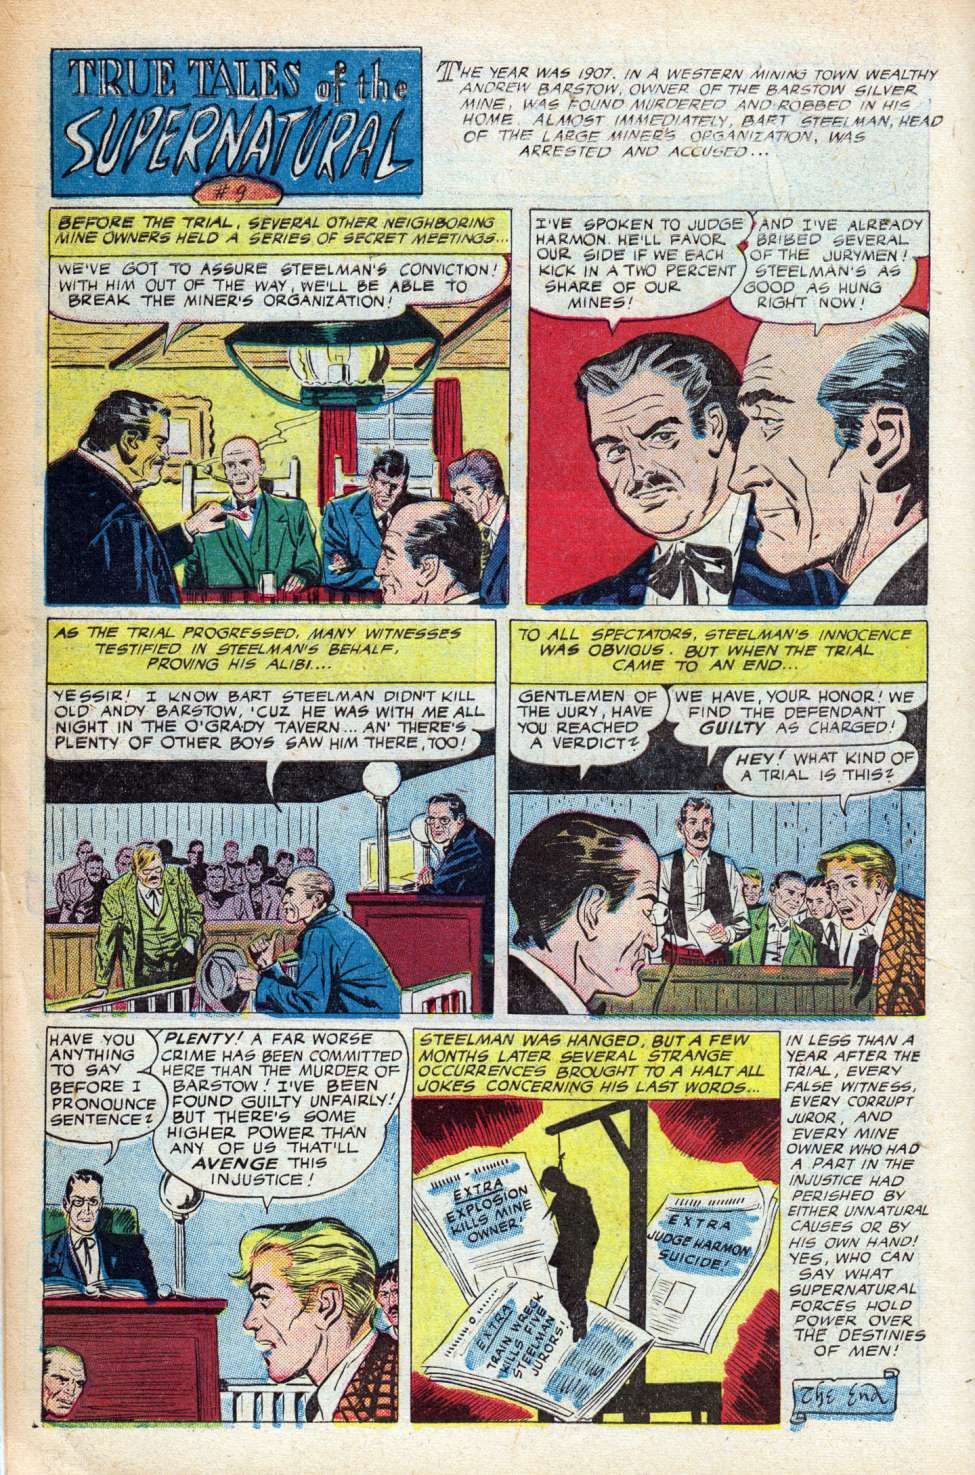 TRUE TALES of the
SUPERNATURAL
#9
THE YEAR WAS 1907. IN A WESTERN MINING TOWN WEALTHY
ANDREW BARSTOW, OWNER OF THE BARSTOW SILVER
MINE, WAS FOUND MURDERED AND ROBBED IN HIS
HOME. ALMOST IMMEDIATELY, BART STEELMAN, HEAD
OF THE LARGE MINER'S ORGANIZATION, WAS
ARRESTED AND ACCUSED...
BEFORE THE TRIAL, SEVERAL OTHER NEIGHBORING
MINE OWNERS HELD A SERIES OF SECRET MEETINGS...
WE'VE GOT TO ASSURE STEELMAN'S CONVICTION!
WITH HIM OUT OF THE WAY, WE'LL BE ABLE TO
BREAK THE MINER'S ORGANIZATION!
I'VE SPOKEN TO JUDGE
HARMON. HE'LL FAVOR
OUR SIDE IF WE EACH
KICK IN A TWO PERCENT
SHARE OF OUR
MINES!
AND I'VE ALREADY
BRIBED SEVERAL
OF THE JURYMEN!
STEELMAN'S AS
GOOD AS HUNG
RIGHT NOW!
AS THE TRIAL PROGRESSED, MANY WITNESSES
TESTIFIED IN STEELMAN'S BEHALF,
PROVING HIS ALIBI....
YESSIR! I KNOW BART STEELMAN DIDN'T KILL
OLD ANDY BARSTOW, 'CUZ HE WAS WITH ME ALL
NIGHT IN THE O'GRADY TAVERN... AN' THERE'S
PLENTY OF OTHER BOYS SAW HIM THERE, TOO!
TO ALL SPECTATORS, STEELMAN'S INNOCENCE
WAS OBVIOUS. BUT WHEN THE TRIAL
CAME TO AN END...
GENTLEMEN OF
THE JURY, HAVE
YOU REACHED
A VERDICT?
WE HAVE, YOUR HONOR! WE
FIND THE DEFENDANT
GUILTY AS CHARGED!
HEY! WHAT KIND OF
A TRIAL IS THIS?
HAVE YOU
ANYTHING
TO SAY
BEFORE I
PRONOUNCE
SENTENCE?
PLENTY! A FAR WORSE
CRIME HAS BEEN COMMITTED
HERE THAN THE MURDER OF
BARSTOW! I'VE BEEN
FOUND GUILTY UNFAIRLY!
BUT THERE'S SOME
HIGHER POWER THAN
ANY OF US THAT'LL
AVENGE THIS
INJUSTICE!
STEELMAN WAS HANGED, BUT A FEW
MONTHS LATER SEVERAL STRANGE
OCCURRENCES BROUGHT TO A HALT ALL
JOKES CONCERNING HIS LAST WORDS...
EXTRA
EXPLOSION
KILLS MINE
OWNER!
EXTRA
JUDGE HARMON
SUICIDE!
EXTRA
TRAIN WRECK
KILLS FIVE
STEELMAN
JURORS!
IN LESS THAN A
YEAR AFTER THE
TRIAL, EVERY
FALSE WITNESS,
EVERY CORRUPT
JUROR, AND
EVERY MINE
OWNER WHO HAD
A PART IN THE
INJUSTICE HAD
PERISHED BY
EITHER UNNATURAL
CAUSES OR BY
HIS OWN HAND!
YES, WHO CAN
SAY WHAT
SUPERNATURAL
FORCES HOLD
POWER OVER
THE DESTINIES
OF MEN!
The End